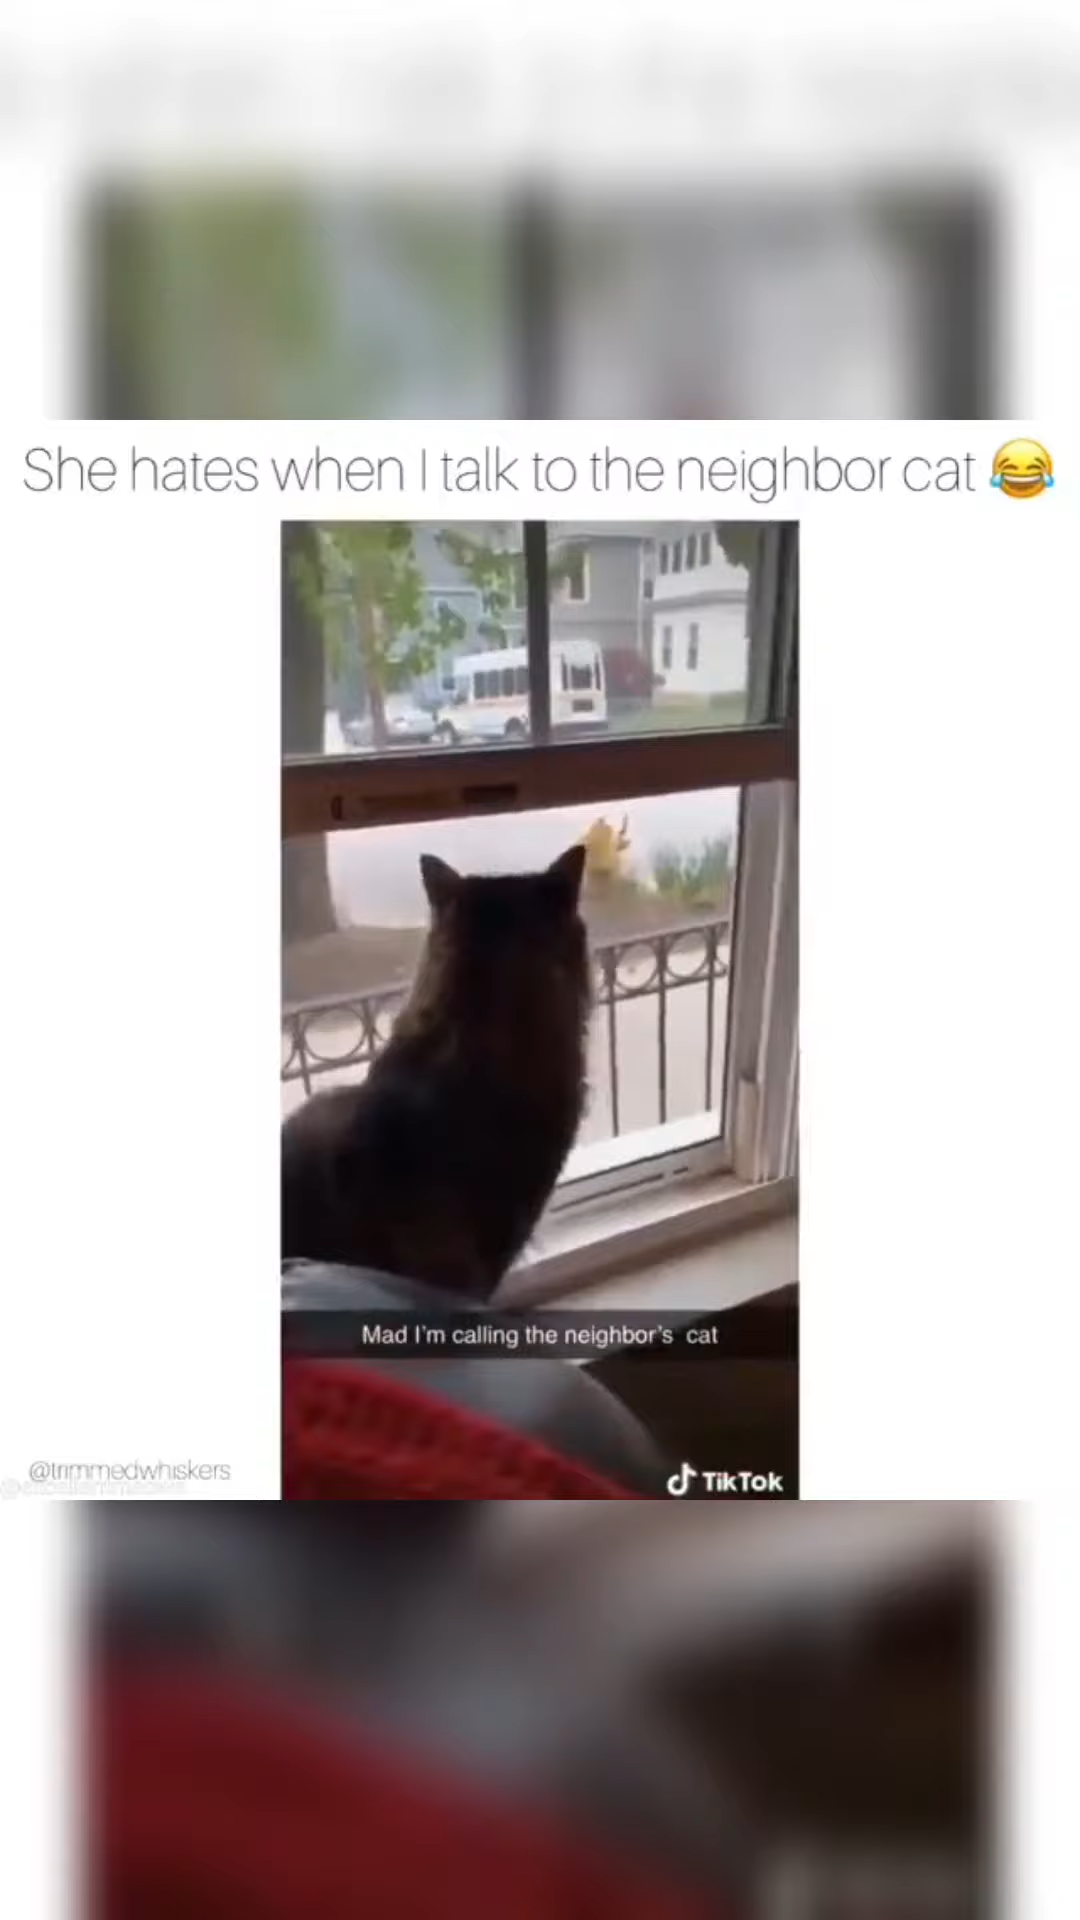 She hates when I talk to the neighbor cat 😂
Mad I'm calling the neighbor's cat
@trimmedwhiskers
TikTok